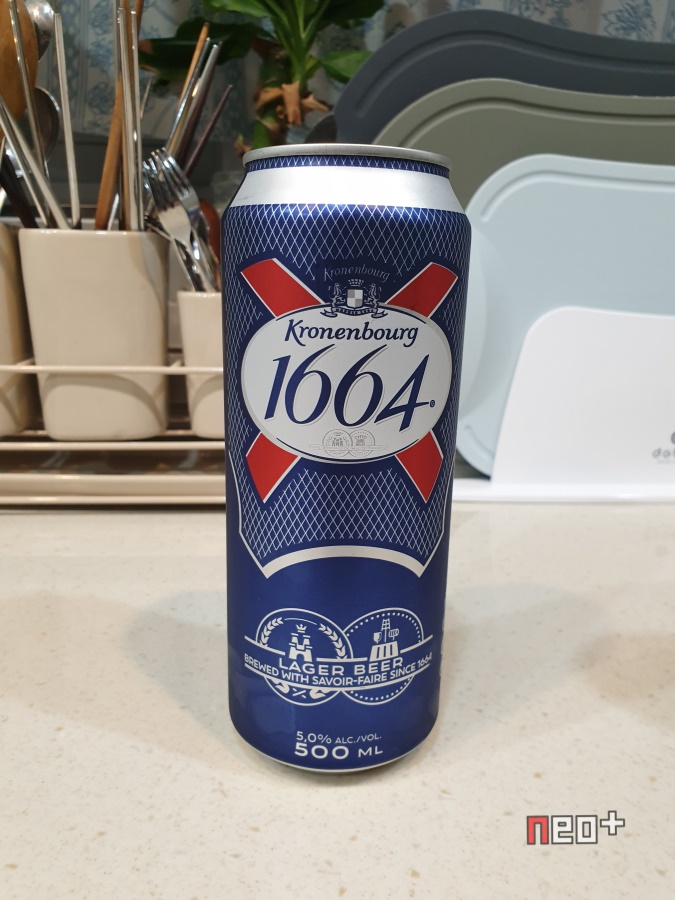 Kronenbourg
Kronenbourg
1664
LAGER BEER
BREWED WITH SAVOIR-FAIRE SINCE 1664
5,0% ALC./VOL.
500 ML
neo+